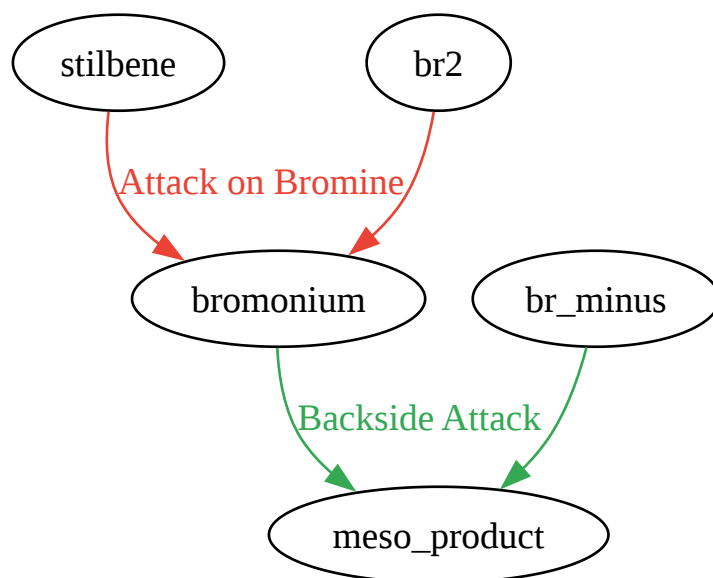 stilbene
br2
Attack on Bromine
bromonium
br_minus
Backside Attack
meso_product